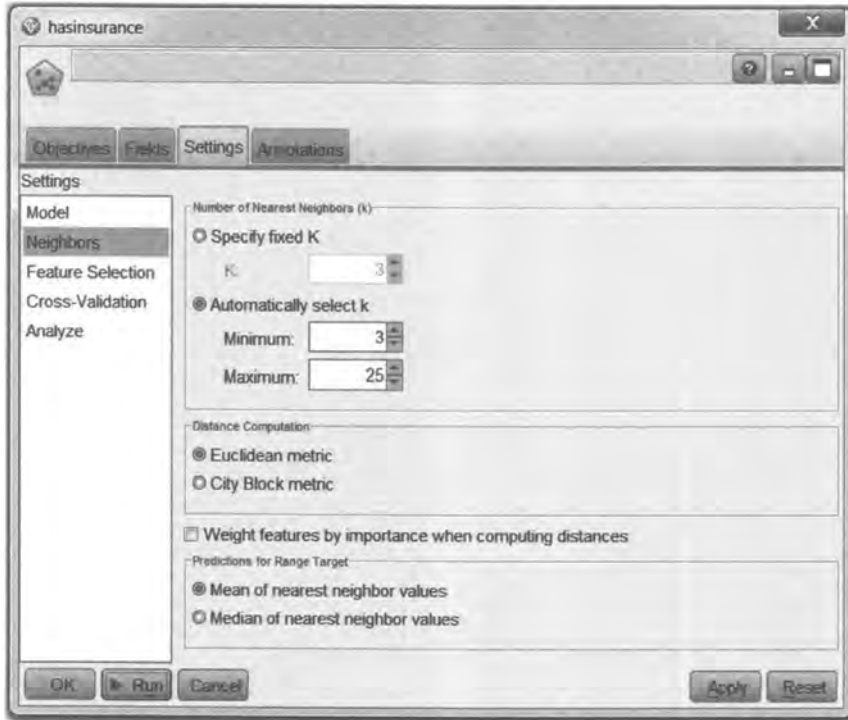 hasinsurance
X
?
Objectives Fields Settings Annotations
Settings
Model
Neighbors
Feature Selection
Cross-Validation
Analyze
Number of Nearest Neighbors (k)
Specify fixed K
K: 3
Automatically select k
Minimum: 3
Maximum: 25
Distance Computation
Euclidean metric
City Block metric
Weight features by importance when computing distances
Predictions for Range Target
Mean of nearest neighbor values
Median of nearest neighbor values
OK Run Cancel Apply Reset